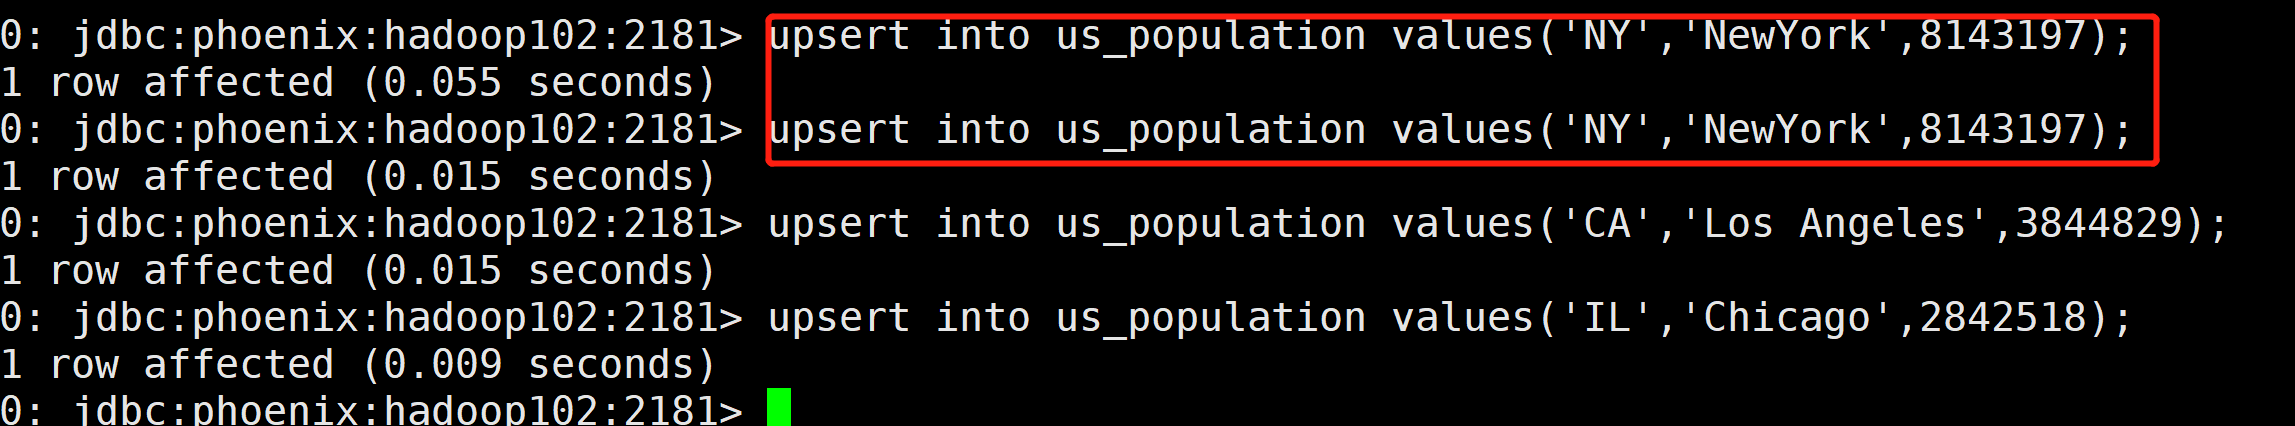 0: jdbc:phoenix:hadoop102:2181> upsert into us_population values('NY','NewYork',8143197);
1 row affected (0.055 seconds)
0: jdbc:phoenix:hadoop102:2181> upsert into us_population values('NY','NewYork',8143197);
1 row affected (0.015 seconds)
0: jdbc:phoenix:hadoop102:2181> upsert into us_population values('CA','Los Angeles',3844829);
1 row affected (0.015 seconds)
0: jdbc:phoenix:hadoop102:2181> upsert into us_population values('IL','Chicago',2842518);
1 row affected (0.009 seconds)
0: jdbc:phoenix:hadoop102:2181>